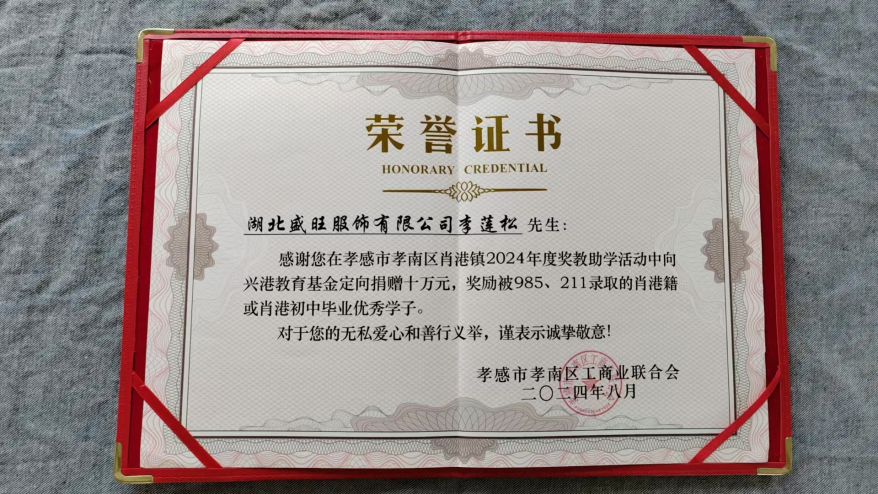 荣誉证书
HONORARY CREDENTIAL
湖北盛旺服饰有限公司李莲松 先生：
感谢您在孝感市孝南区肖港镇2024年度奖教助学活动中向
兴港教育基金定向捐赠十万元，奖励被985、211录取的肖港籍
或肖港初中毕业优秀学子。
对于您的无私爱心和善行义举，谨表示诚挚敬意！
孝感市孝南区工商业联合会
二〇二四年八月